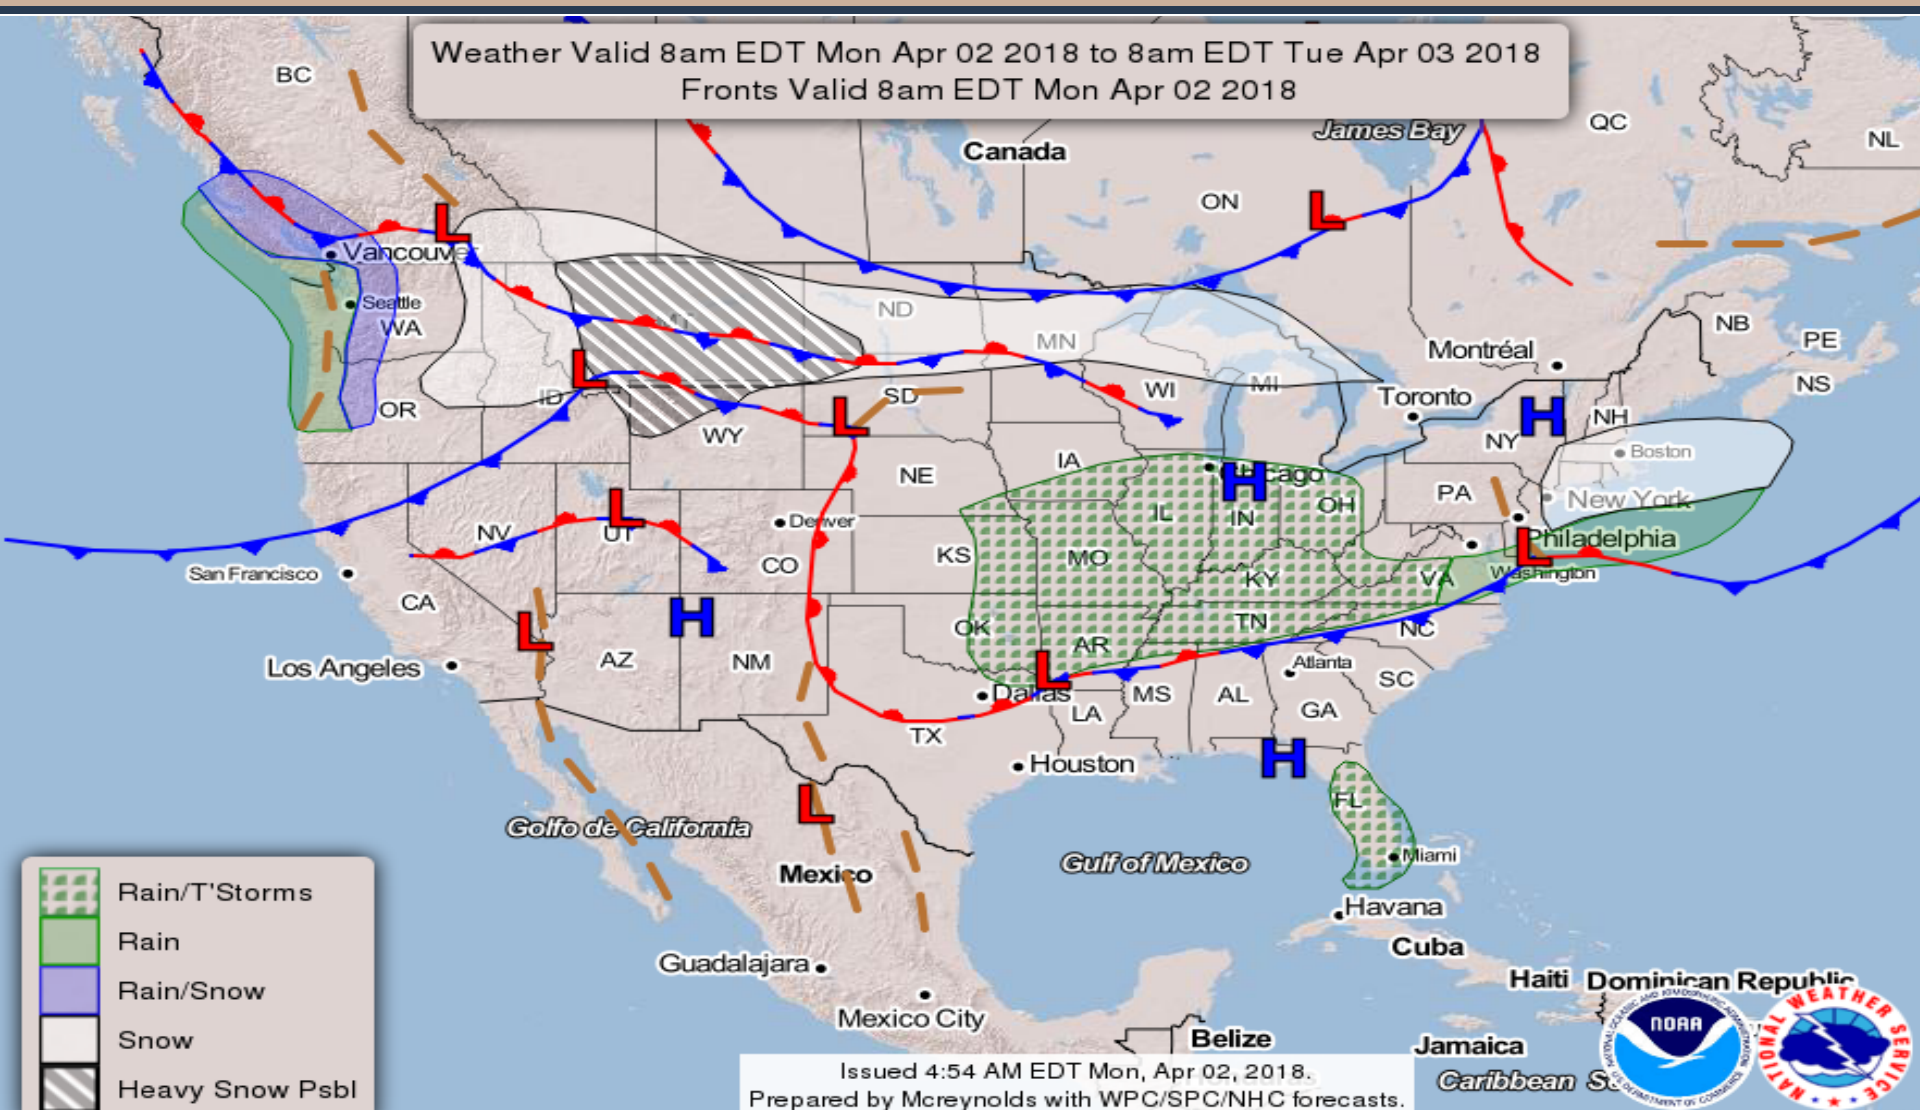 Weather Valid 8am EDT Mon Apr 02 2018 to 8am EDT Tue Apr 03 2018
Fronts Valid 8am EDT Mon Apr 02 2018
BC
James Bay
QC
NL
Canada
ON
L
L
Vancouver
Seattle
WA
ND
MN
Montréal
NB
PE
NS
L
ID
OR
L
SD
WI
MI
Toronto
H
NH
NY
WY
Boston
NE
IA
H
Chicago
PA
New York
L
NV
UT
Denver
CO
KS
MO
IL
IN
OH
Philadelphia
L
Washington
San Francisco
CA
KY
VA
H
L
OK
AR
TN
NC
Los Angeles
AZ
NM
L
Dallas
Atlanta
SC
MS
AL
GA
LA
TX
Houston
H
L
FL
Golfo de California
Mexico
Gulf of Mexico
Miami
Havana
Cuba
Guadalajara
Mexico City
Haiti
Dominican Republic
Belize
Jamaica
Caribbean
Rain/T'Storms
Rain
Rain/Snow
Snow
Heavy Snow Psbl
Issued 4:54 AM EDT Mon, Apr 02, 2018.
Prepared by Mcreynolds with WPC/SPC/NHC forecasts.
NOAA
NATIONAL WEATHER SERVICE